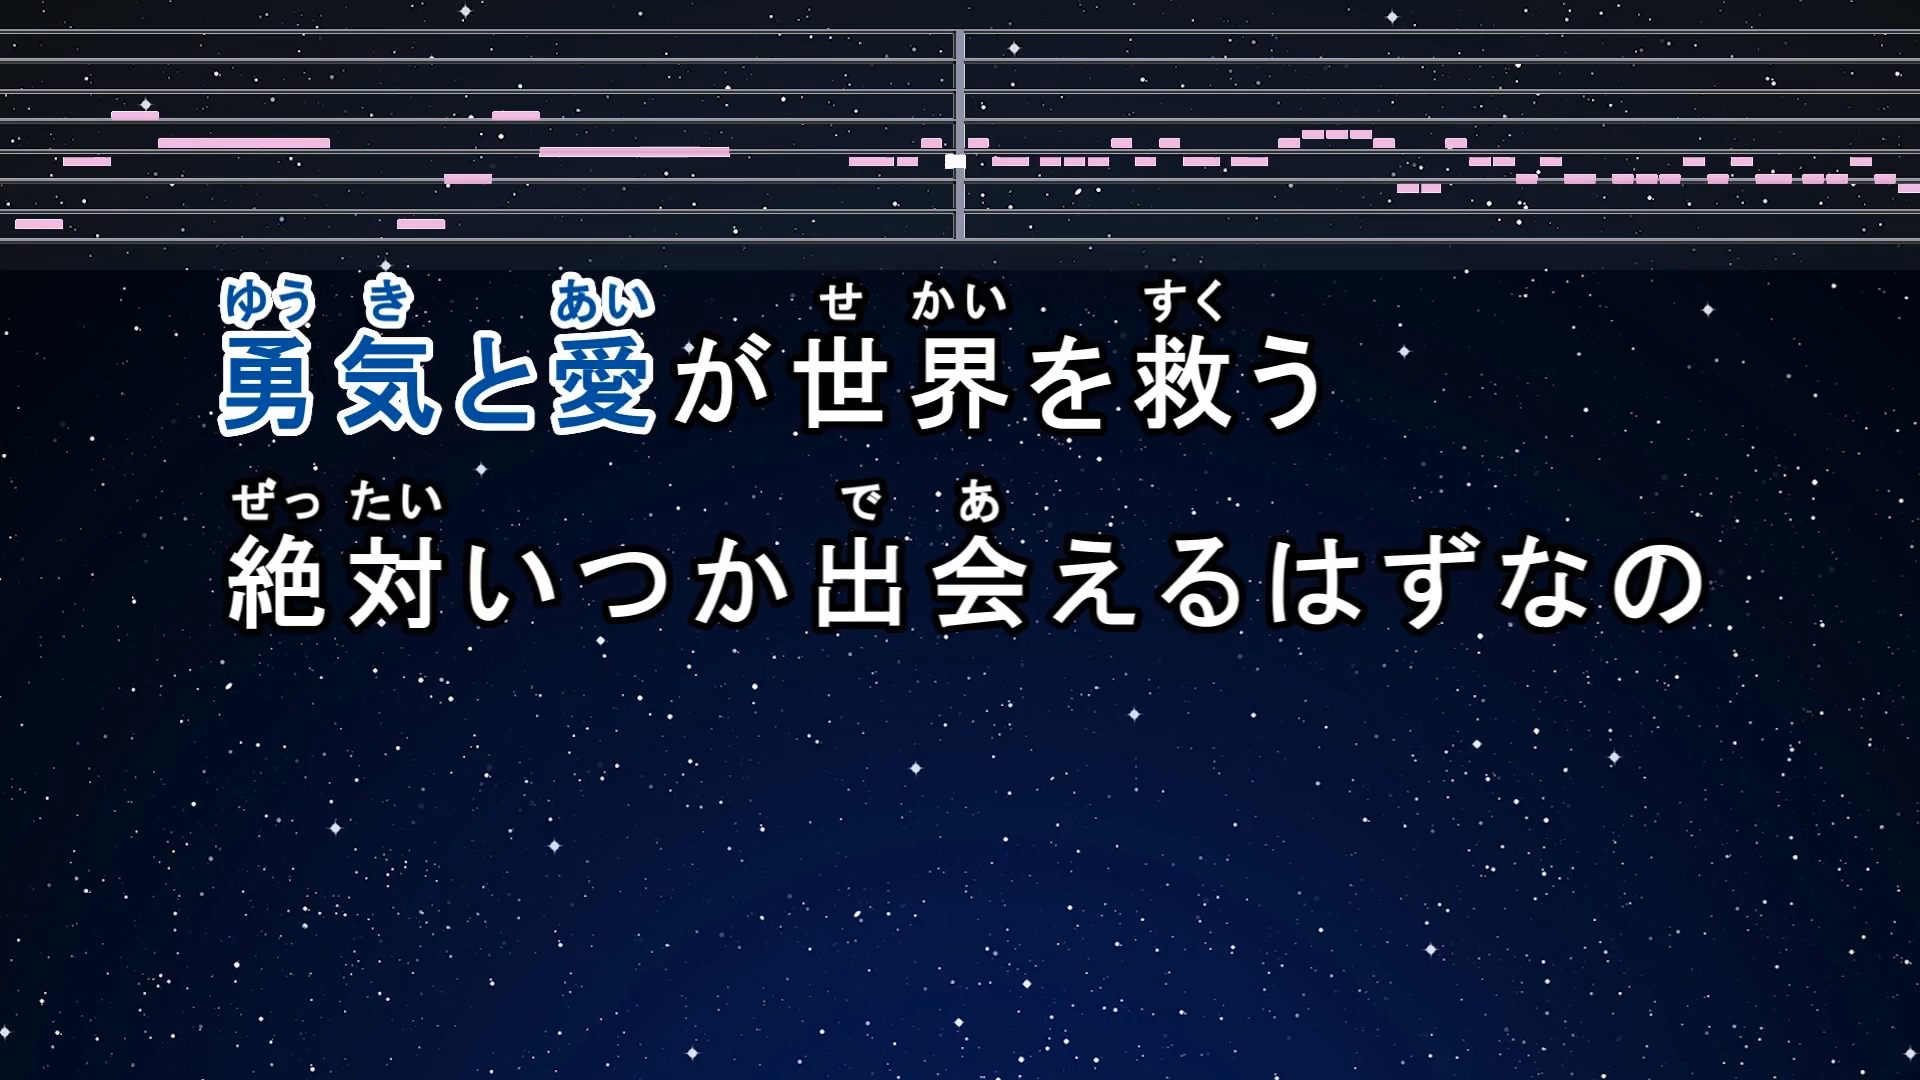 ゆう き あい せ かい すく
勇気と愛が世界を救う
ぜっ たい で あ
絶対いつか出会えるはずなの